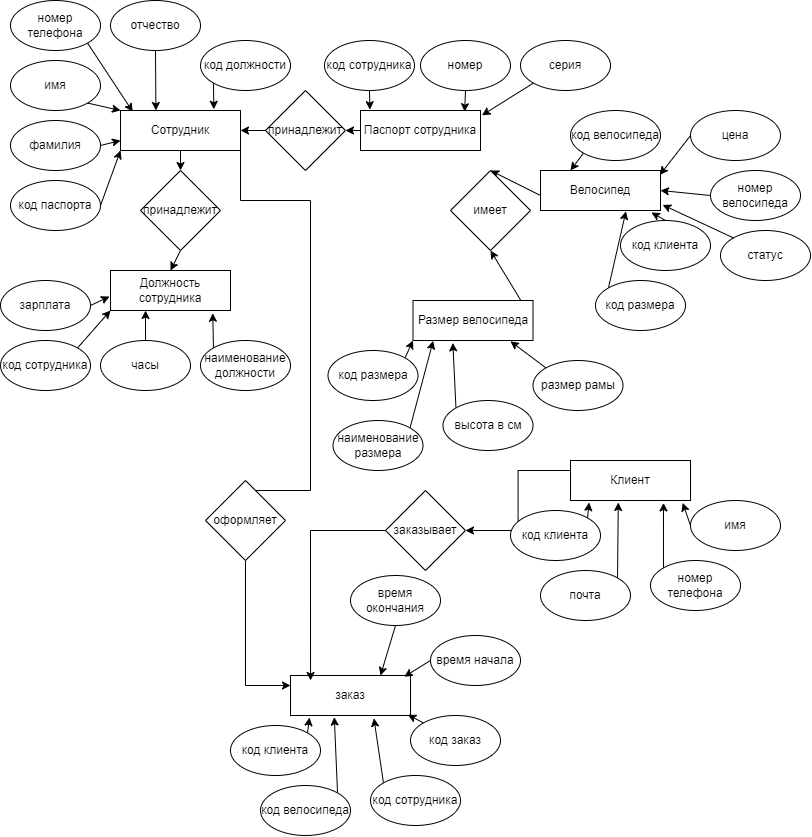 номер
телефона
отчество
код должности
код сотрудника
номер
серия
имя
Сотрудник
принадлежит
Паспорт сотрудника
фамилия
код велосипеда
цена
код паспорта
принадлежит
имеет
Велосипед
номер
велосипеда
код клиента
статус
зарплата
Должность
сотрудника
код размера
Размер велосипеда
код сотрудника
часы
наименование
должности
код размера
размер рамы
наименование
размера
высота в см
Клиент
оформляет
заказывает
код клиента
имя
почта
номер
телефона
время
окончания
время начала
заказ
код клиента
код заказ
код велосипеда
код сотрудника